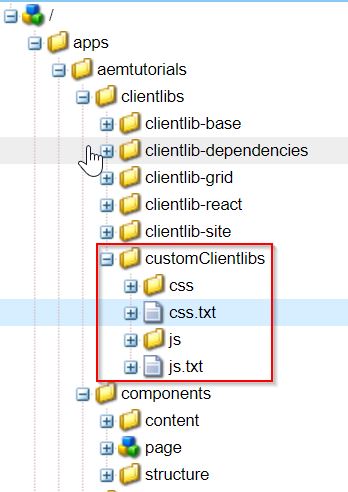 /
apps
aemtutorials
clientlibs
clientlib-base
clientlib-dependencies
clientlib-grid
clientlib-react
clientlib-site
customClientlibs
css
css.txt
js
js.txt
components
content
page
structure